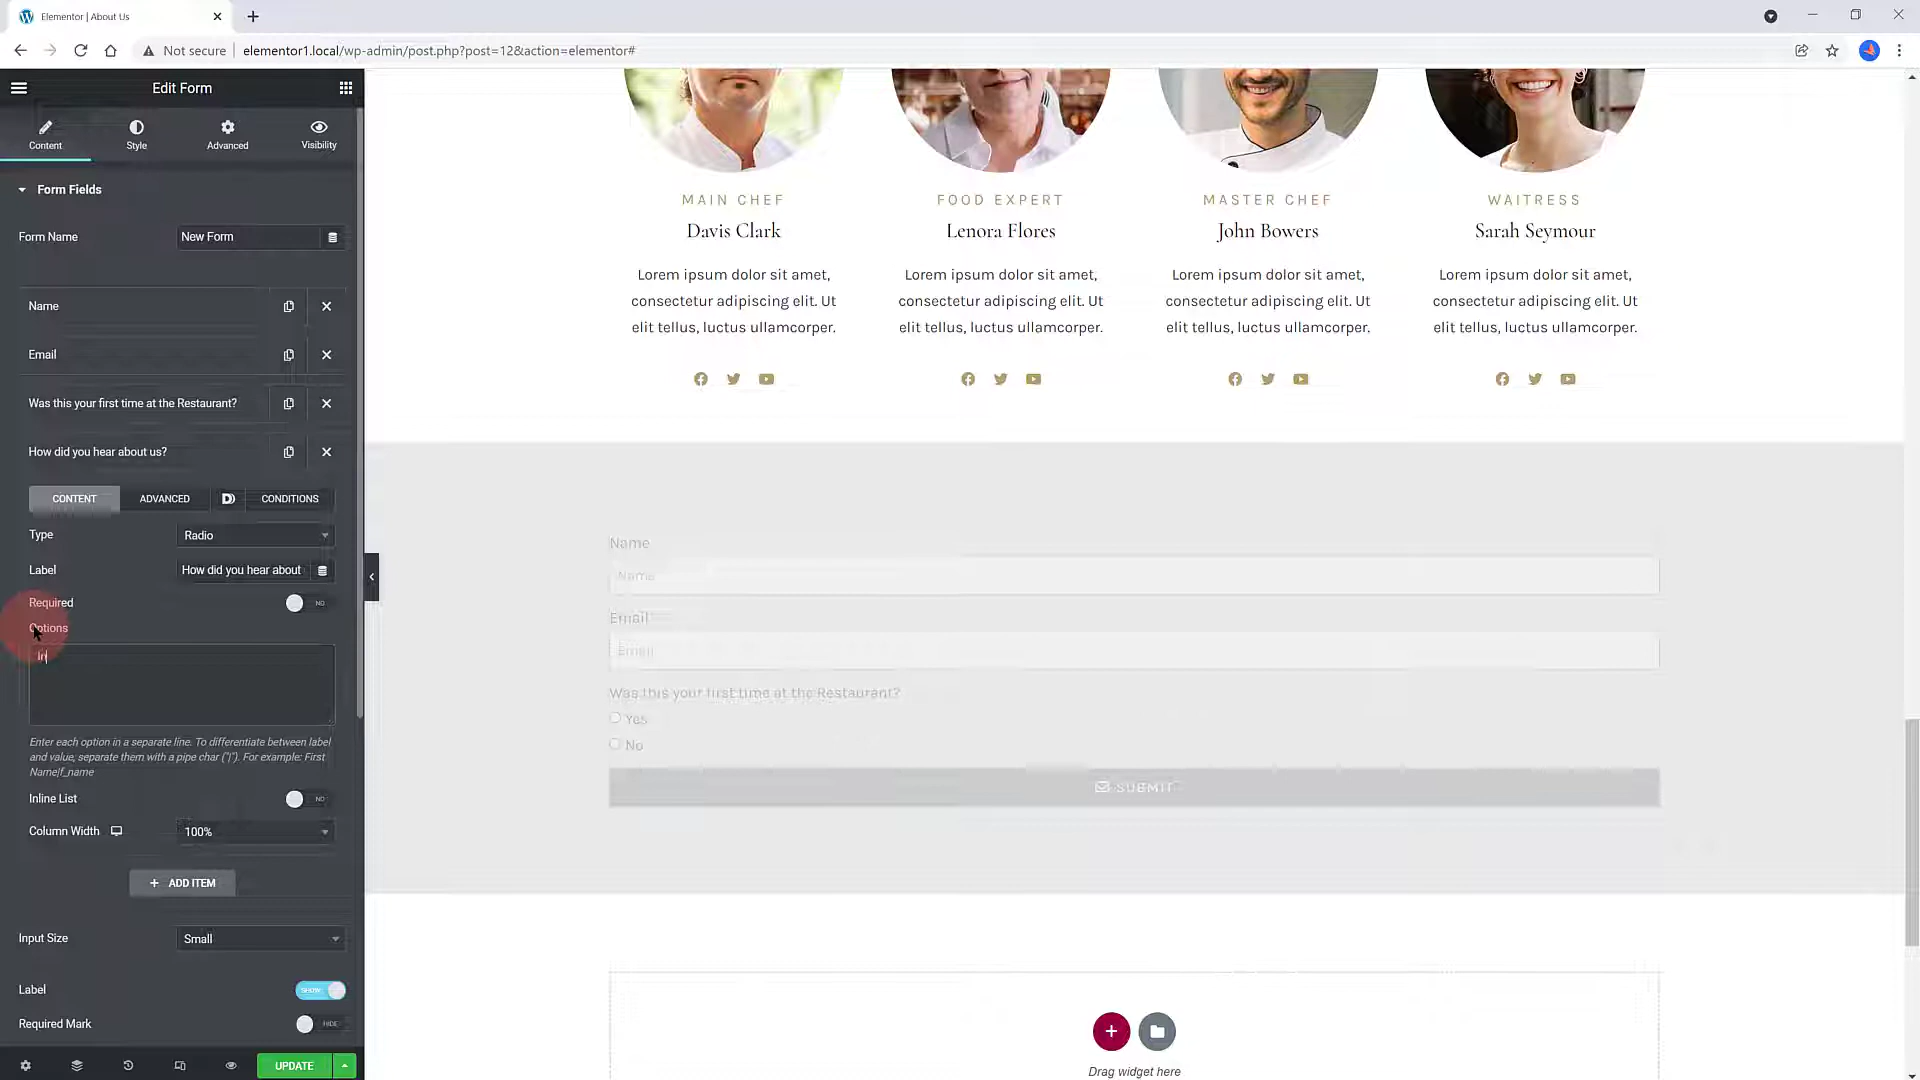 Elementor | About Us
Not secure
elementor1.local/wp-admin/post.php?post=12&action=elementor#
Edit Form
Content
Style
Advanced
Visibility
Form Fields
Form Name
New Form
Name
Email
Was this your first time at the Restaurant?
How did you hear about us?
CONTENT
ADVANCED
CONDITIONS
Type
Radio
Label
How did you hear about
Required
NO
Options
In
Enter each option in a separate line. To differentiate between label
and value, separate them with a pipe char ("|"). For example: First
Name|f_name
Inline List
NO
Column Width
100%
+ ADD ITEM
Input Size
Small
Label
SHOW
Required Mark
HIDE
UPDATE
MAIN CHEF
Davis Clark
Lorem ipsum dolor sit amet,
consectetur adipiscing elit. Ut
elit tellus, luctus ullamcorper.
FOOD EXPERT
Lenora Flores
Lorem ipsum dolor sit amet,
consectetur adipiscing elit. Ut
elit tellus, luctus ullamcorper.
MASTER CHEF
John Bowers
Lorem ipsum dolor sit amet,
consectetur adipiscing elit. Ut
elit tellus, luctus ullamcorper.
WAITRESS
Sarah Seymour
Lorem ipsum dolor sit amet,
consectetur adipiscing elit. Ut
elit tellus, luctus ullamcorper.
Name
Name
Email
Email
Was this your first time at the Restaurant?
Yes
No
SUBMIT
Drag widget here